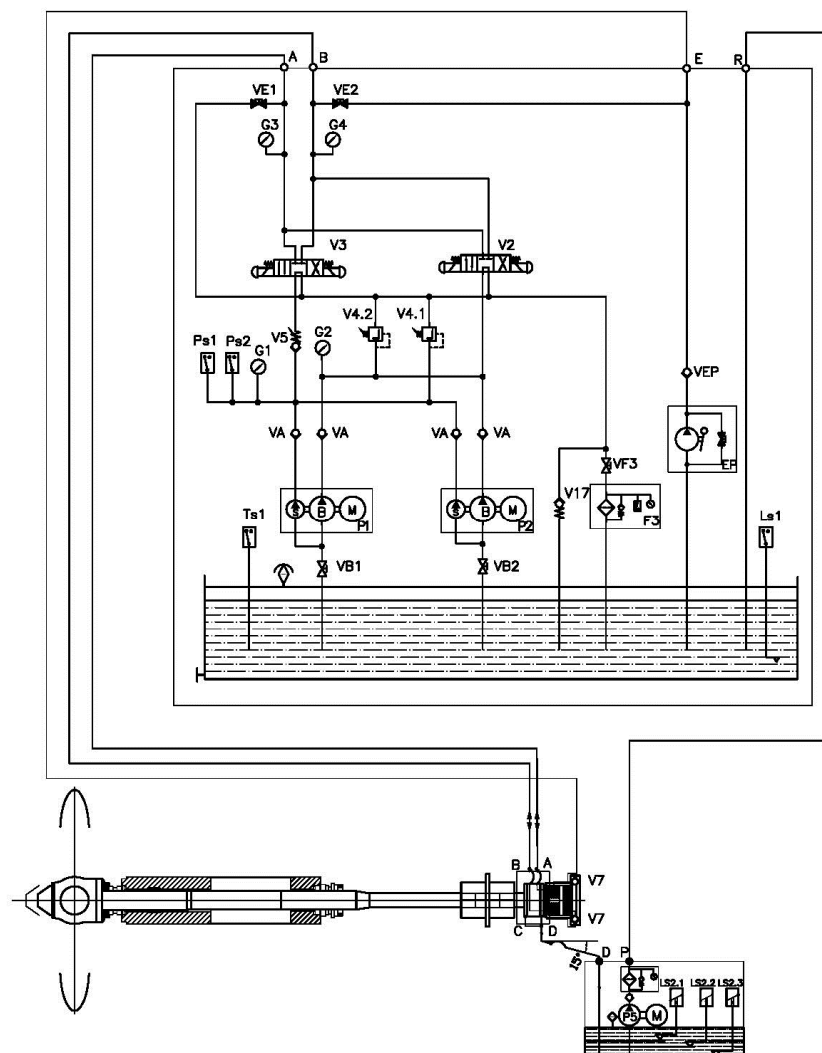 A B E R
VE1 VE2
G3 G4
V3 V2
V4.2 V4.1
Ps1 Ps2 G1 V5 G2
VEP
VA VA VA VA
EP
VF3
V17
S B M S B M
P1 P2 F3
Ts1 Ls1
VB1 VB2
B A
V7
V7
C D
D P
15°
LS2.1 LS2.2 LS2.3
P5 M